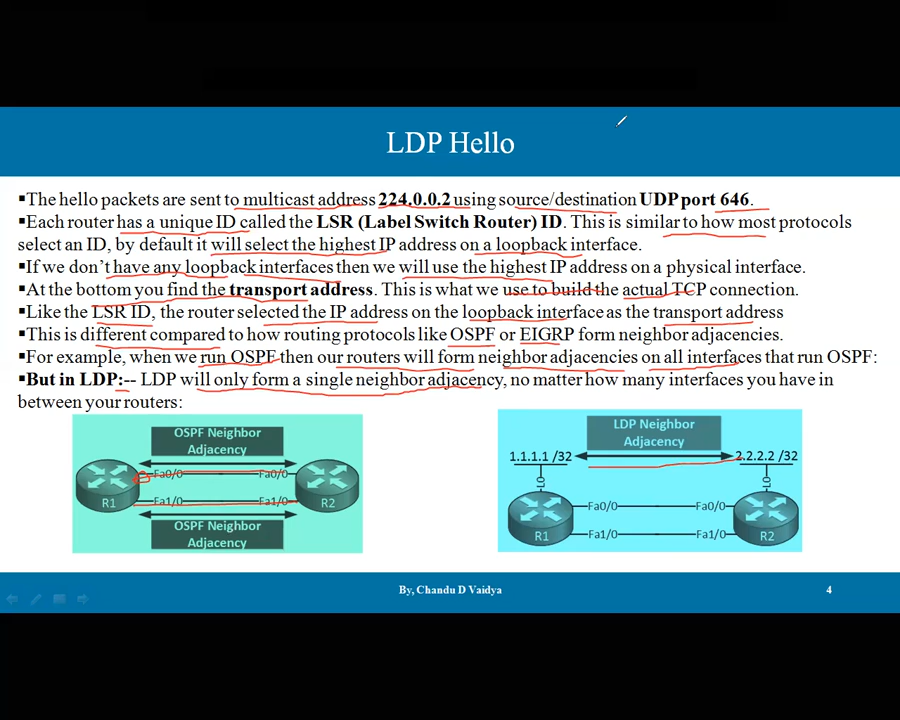 LDP Hello
▪The hello packets are sent to multicast address 224.0.0.2 using source/destination UDP port 646.
▪Each router has a unique ID called the LSR (Label Switch Router) ID. This is similar to how most protocols
select an ID, by default it will select the highest IP address on a loopback interface.
▪If we don't have any loopback interfaces then we will use the highest IP address on a physical interface.
▪At the bottom you find the transport address. This is what we use to build the actual TCP connection.
▪Like the LSR ID, the router selected the IP address on the loopback interface as the transport address
▪This is different compared to how routing protocols like OSPF or EIGRP form neighbor adjacencies.
▪For example, when we run OSPF then our routers will form neighbor adjacencies on all interfaces that run OSPF:
▪But in LDP:-- LDP will only form a single neighbor adjacency, no matter how many interfaces you have in
between your routers:
OSPF Neighbor
Adjacency
Fa0/0 Fa0/0
R1 Fa1/0 Fa1/0 R2
OSPF Neighbor
Adjacency
LDP Neighbor
Adjacency
1.1.1.1 /32 2.2.2.2 /32
L0 L0
Fa0/0 Fa0/0
R1 Fa1/0 Fa1/0 R2
By, Chandu D Vaidya 4